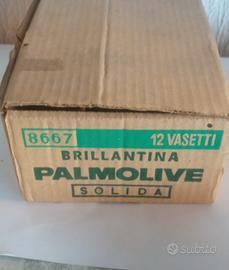 8667 12 VASETTI
BRILLANTINA
PALMOLIVE
SOLIDA
subito